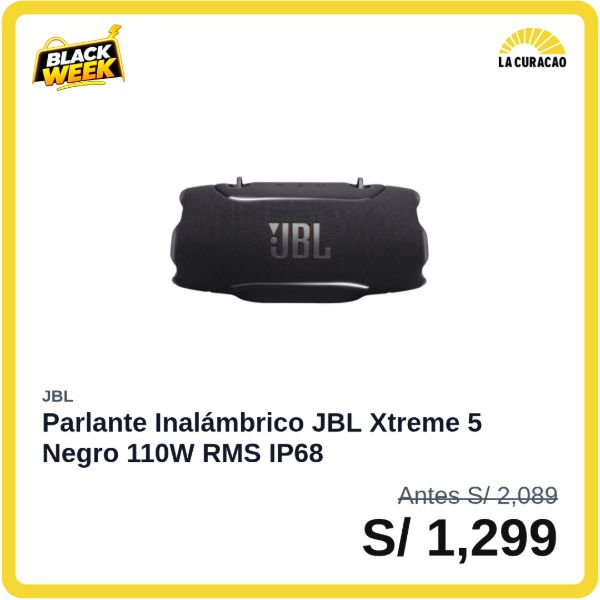 BLACK
WEEK
LA CURACAO
JBL
JBL
Parlante Inalámbrico JBL Xtreme 5
Negro 110W RMS IP68
Antes S/ 2,089
S/ 1,299